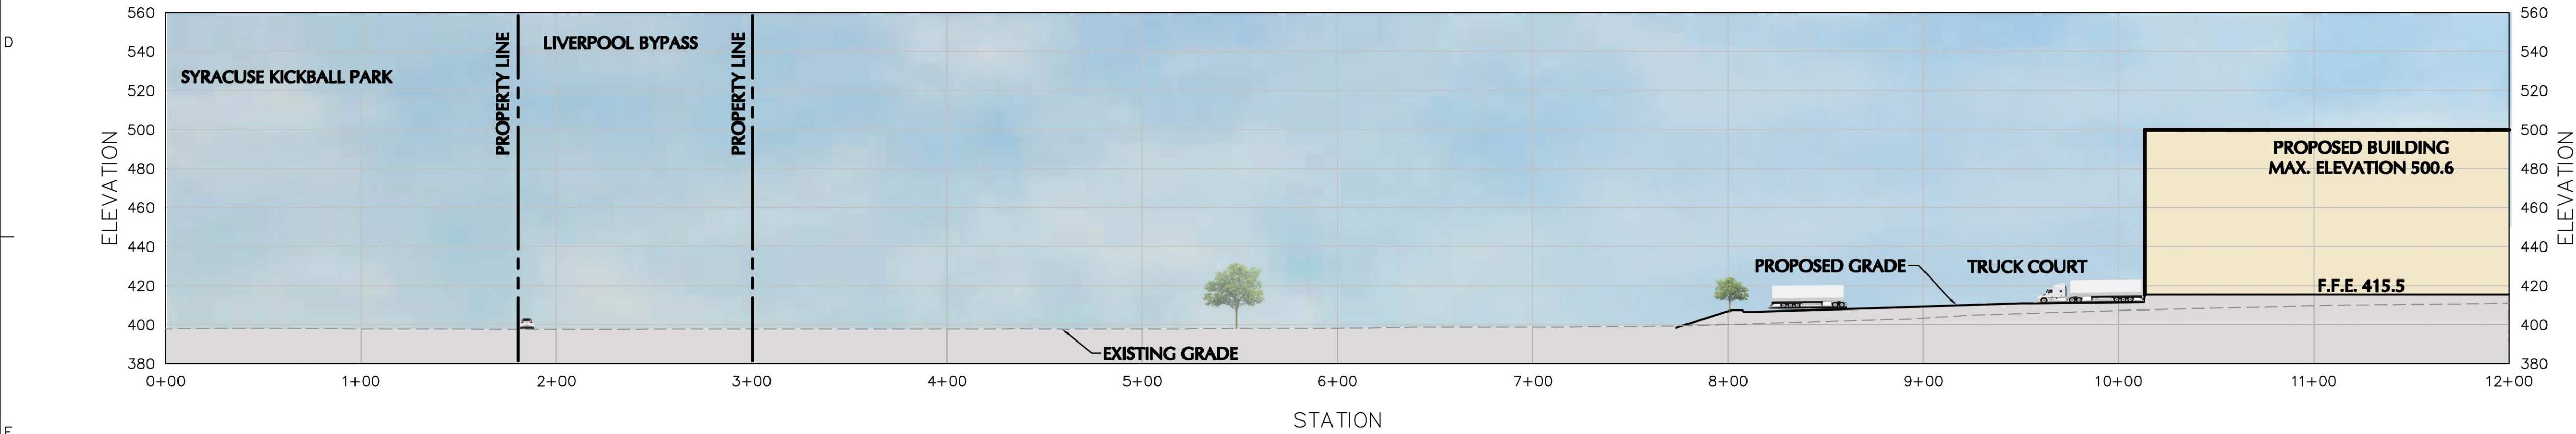 D
E
ELEVATION
560
540
520
500
480
460
440
420
400
380
SYRACUSE KICKBALL PARK
PROPERTY LINE
LIVERPOOL BYPASS
PROPERTY LINE
EXISTING GRADE
PROPOSED GRADE
TRUCK COURT
PROPOSED BUILDING
MAX. ELEVATION 500.6
F.F.E. 415.5
560
540
520
500
480
460
440
420
400
380
ELEVATION
0+00 1+00 2+00 3+00 4+00 5+00 6+00 7+00 8+00 9+00 10+00 11+00 12+00
STATION